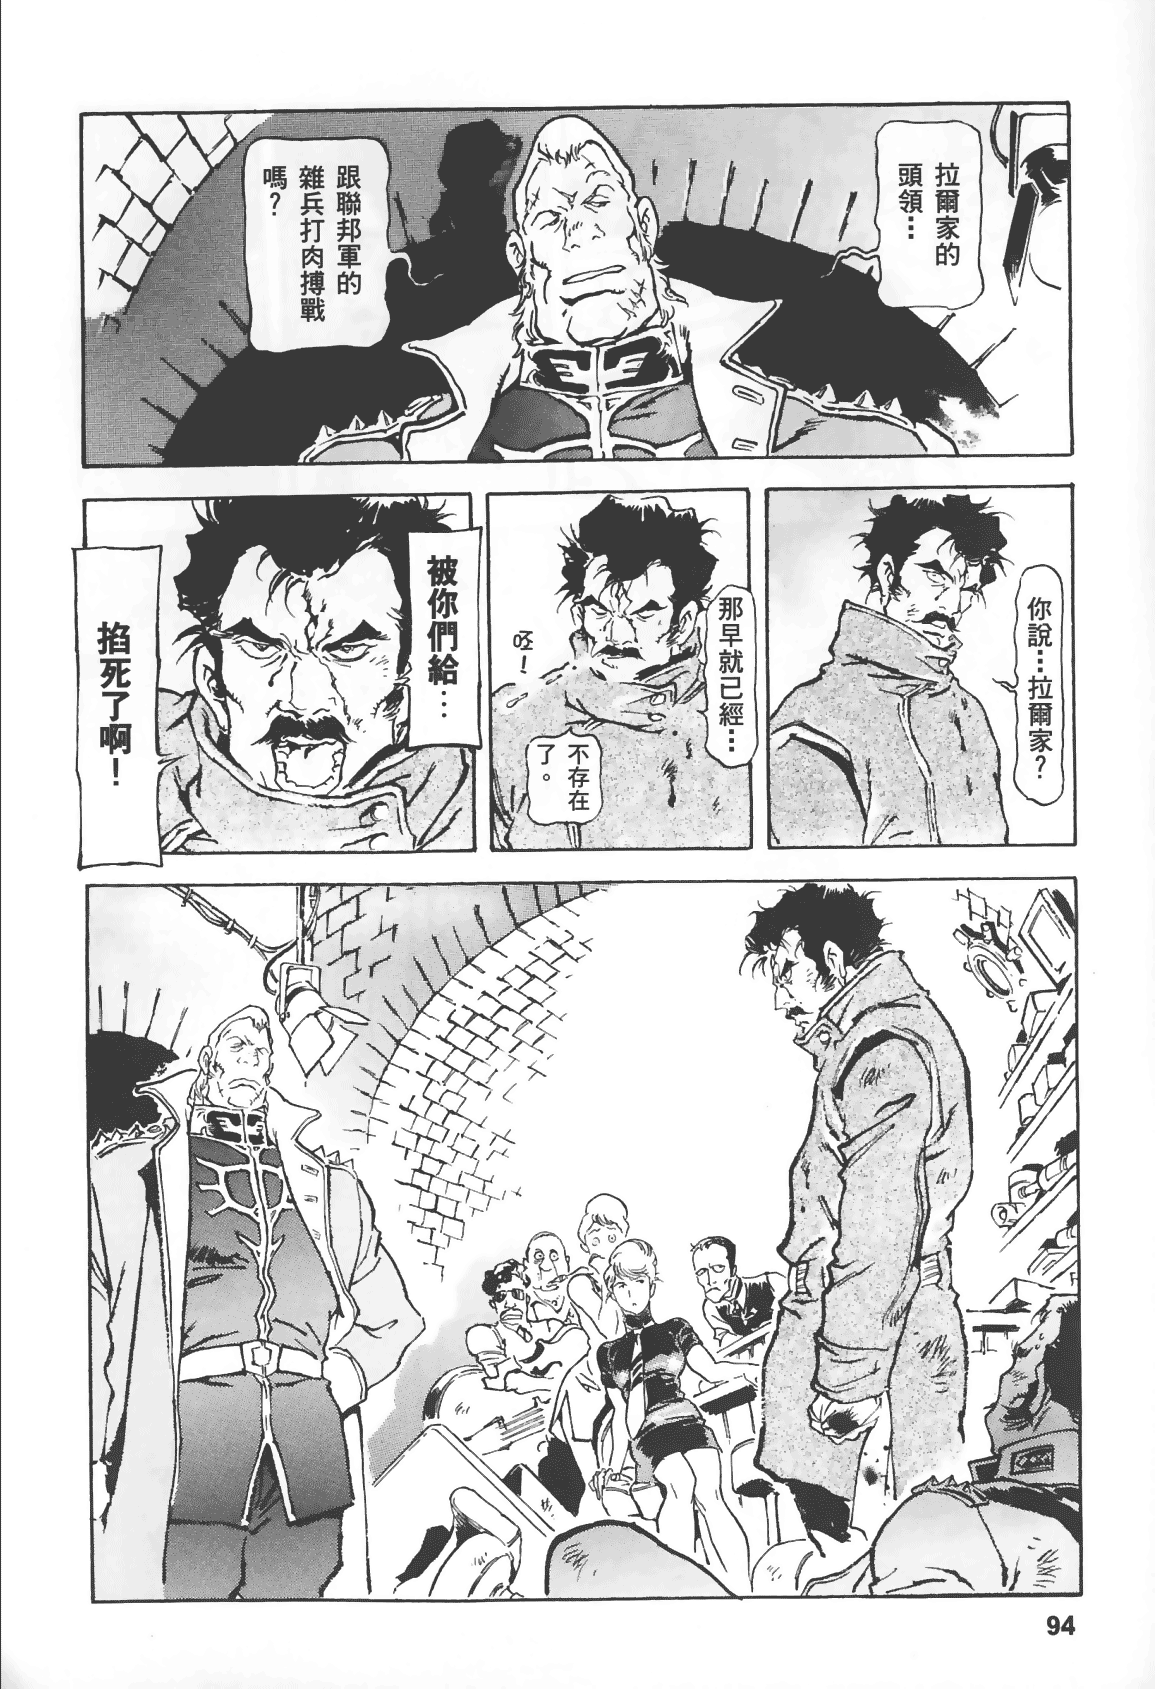 拉爾家的
頭領…
跟聯邦軍的
雜兵打肉搏戰
嗎？
你說…拉爾家？
那早就已經…
不存在
了。
呸！
被你們給…
掐死了啊！
94